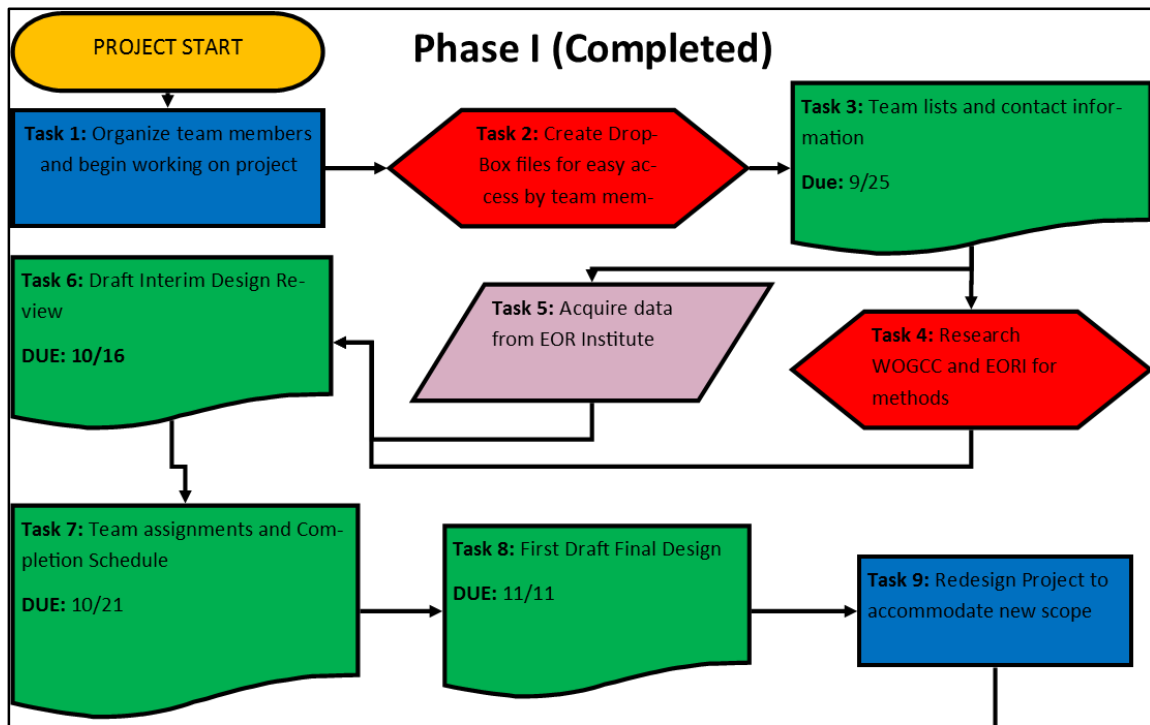 PROJECT START
Phase I (Completed)
Task 1: Organize team members
and begin working on project
Task 2: Create Drop-
Box files for easy ac-
cess by team mem-
Task 3: Team lists and contact infor-
mation
Due: 9/25
Task 6: Draft Interim Design Re-
view
DUE: 10/16
Task 5: Acquire data
from EOR Institute
Task 4: Research
WOGCC and EORI for
methods
Task 7: Team assignments and Com-
pletion Schedule
DUE: 10/21
Task 8: First Draft Final Design
DUE: 11/11
Task 9: Redesign Project to
accommodate new scope